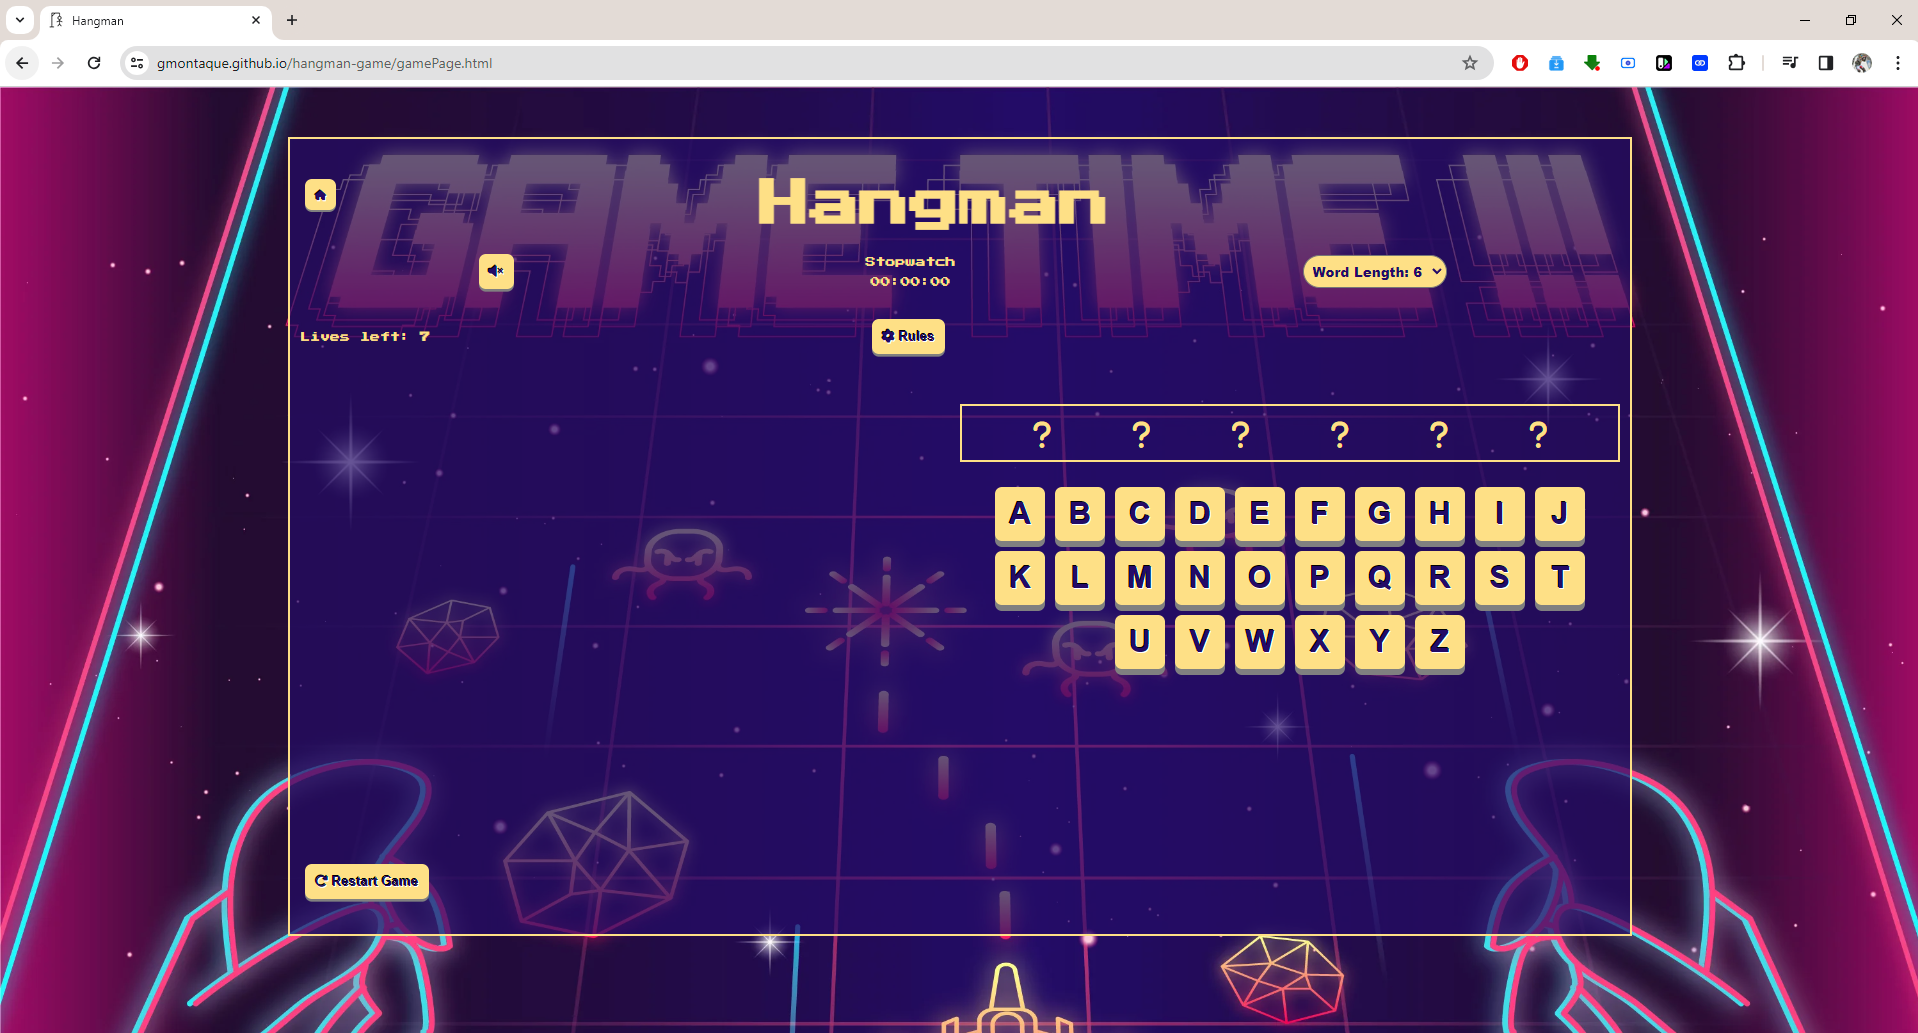 Hangman
gmontaque.github.io/hangman-game/gamePage.html
GAME TIME !!!
Hangman
Stopwatch
00:00:00
Word Length: 6
Lives left: 7
Rules
? ? ? ? ? ?
A B C D E F G H I J
K L M N O P Q R S T
U V W X Y Z
Restart Game